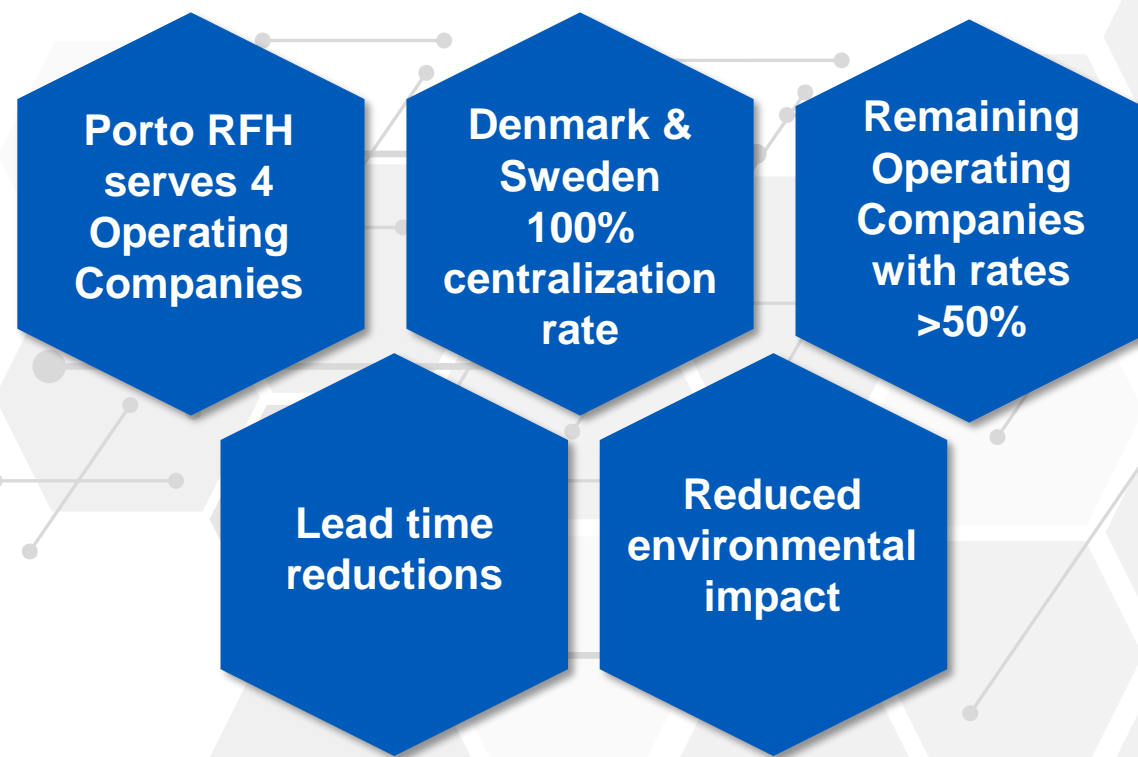 Porto RFH
serves 4
Operating
Companies
Denmark &
Sweden
100%
centralization
rate
Remaining
Operating
Companies
with rates
>50%
Lead time
reductions
Reduced
environmental
impact